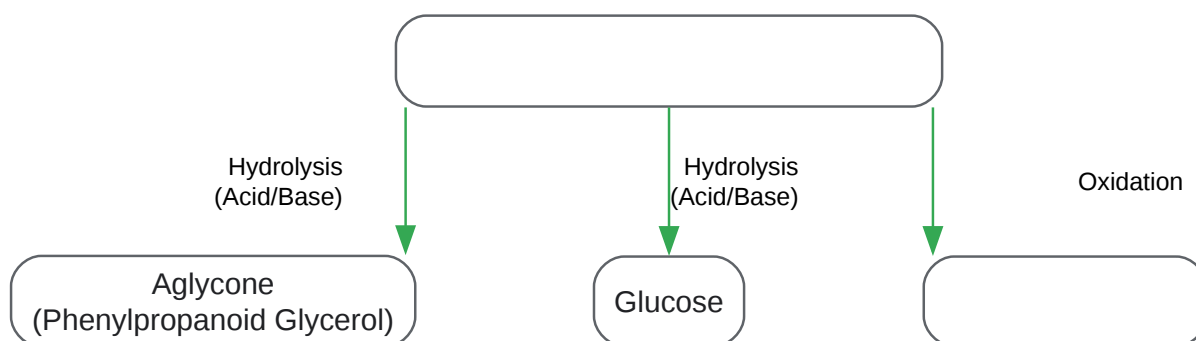 Hydrolysis
(Acid/Base)
Hydrolysis
(Acid/Base)
Oxidation
Aglycone
(Phenylpropanoid Glycerol)
Glucose